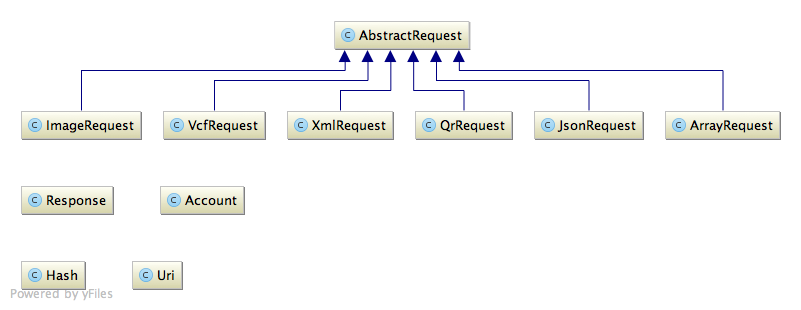 C AbstractRequest
C ImageRequest C VcfRequest C XmlRequest C QrRequest C JsonRequest C ArrayRequest
C Response C Account
C Hash C Uri
Powered by yFiles